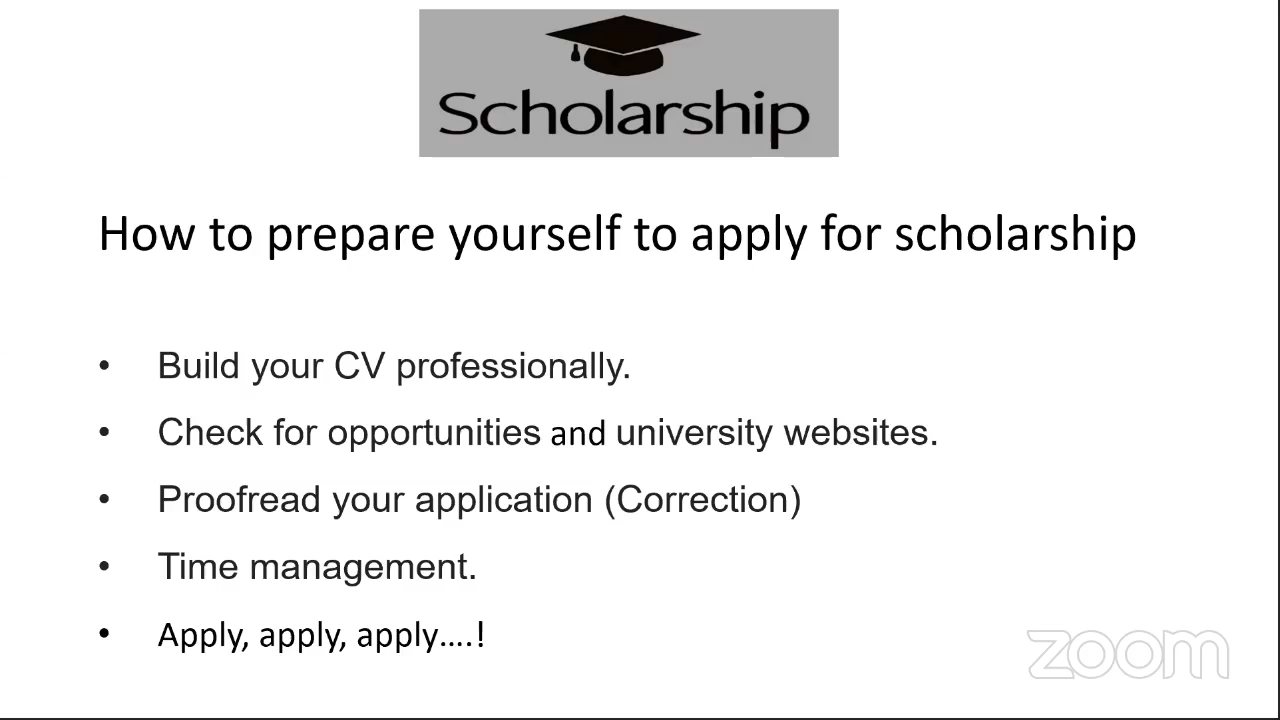 Scholarship
How to prepare yourself to apply for scholarship
• Build your CV professionally.
• Check for opportunities and university websites.
• Proofread your application (Correction)
• Time management.
• Apply, apply, apply….!
zoom